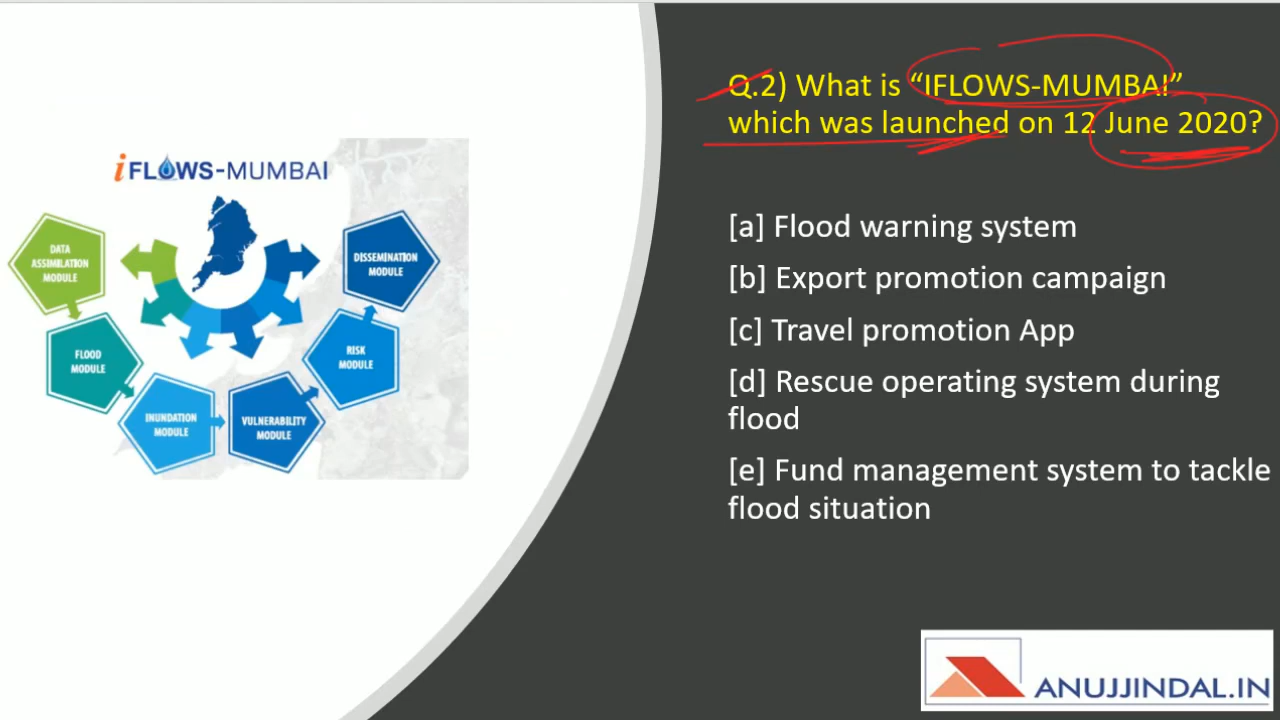 iFLOWS-MUMBAI
DATA
ASSIMILATION
MODULE
FLOOD
MODULE
INUNDATION
MODULE
VULNERABILITY
MODULE
RISK
MODULE
DISSEMINATION
MODULE
Q.2) What is “IFLOWS-MUMBAI”
which was launched on 12 June 2020?
[a] Flood warning system
[b] Export promotion campaign
[c] Travel promotion App
[d] Rescue operating system during
flood
[e] Fund management system to tackle
flood situation
ANUJJINDAL.IN